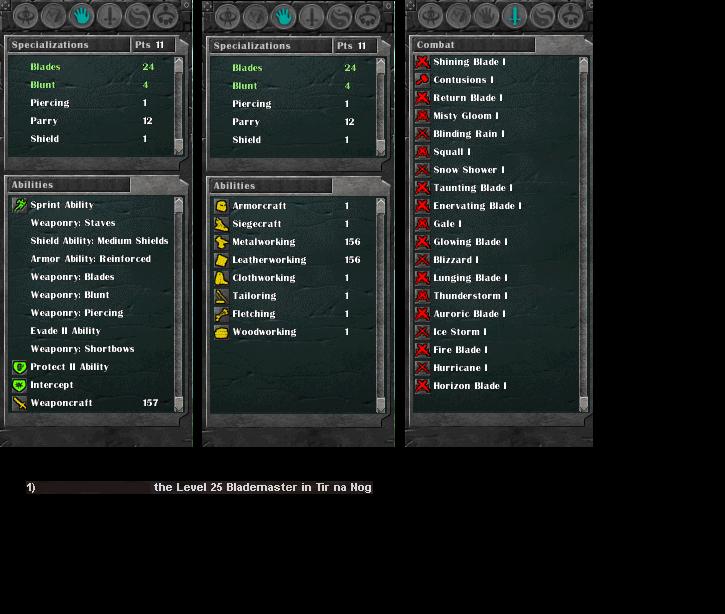 Specializations Pts 11
Blades 24
Blunt 4
Piercing 1
Parry 12
Shield 1
Abilities
Sprint Ability
Weaponry: Staves
Shield Ability: Medium Shields
Armor Ability: Reinforced
Weaponry: Blades
Weaponry: Blunt
Weaponry: Piercing
Evade II Ability
Weaponry: Shortbows
Protect II Ability
Intercept
Weaponcraft 157
Specializations Pts 11
Blades 24
Blunt 4
Piercing 1
Parry 12
Shield 1
Abilities
Armorcraft 1
Siegecraft 1
Metalworking 156
Leatherworking 156
Clothworking 1
Tailoring 1
Fletching 1
Woodworking 1
Combat
Shining Blade I
Contusions I
Return Blade I
Misty Gloom I
Blinding Rain I
Squall I
Snow Shower I
Taunting Blade I
Enervating Blade I
Gale I
Glowing Blade I
Blizzard I
Lunging Blade I
Thunderstorm I
Auroric Blade I
Ice Storm I
Fire Blade I
Hurricane I
Horizon Blade I
1) the Level 25 Blademaster in Tir na Nog